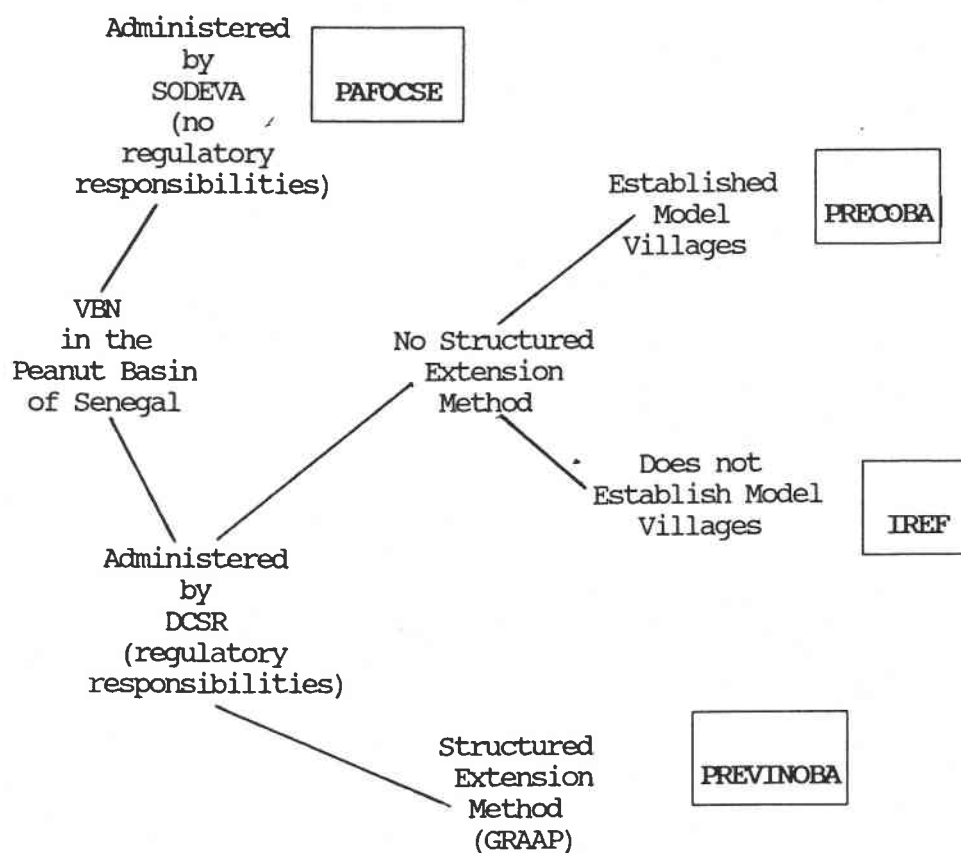 Administered
by
SODEVA
(no
regulatory
responsibilities)
PAFOCSE
Established
Model
Villages
PRECOBA
VBN
in the
Peanut Basin
of Senegal
No Structured
Extension
Method
Does not
Establish Model
Villages
IREF
Administered
by
DCSR
(regulatory
responsibilities)
Structured
Extension
Method
(GRAAP)
PREVINOBA